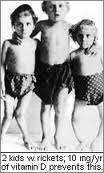 2 kids w rickets; 10 mg/yr
of vitamin D prevents this.